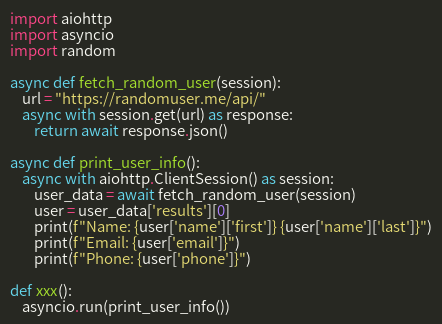 import aiohttp
import asyncio
import random

async def fetch_random_user(session):
    url = "https://randomuser.me/api/"
    async with session.get(url) as response:
        return await response.json()

async def print_user_info():
    async with aiohttp.ClientSession() as session:
        user_data = await fetch_random_user(session)
        user = user_data['results'][0]
        print(f"Name: {user['name']['first']} {user['name']['last']}")
        print(f"Email: {user['email']}")
        print(f"Phone: {user['phone']}")

def xxx():
    asyncio.run(print_user_info())